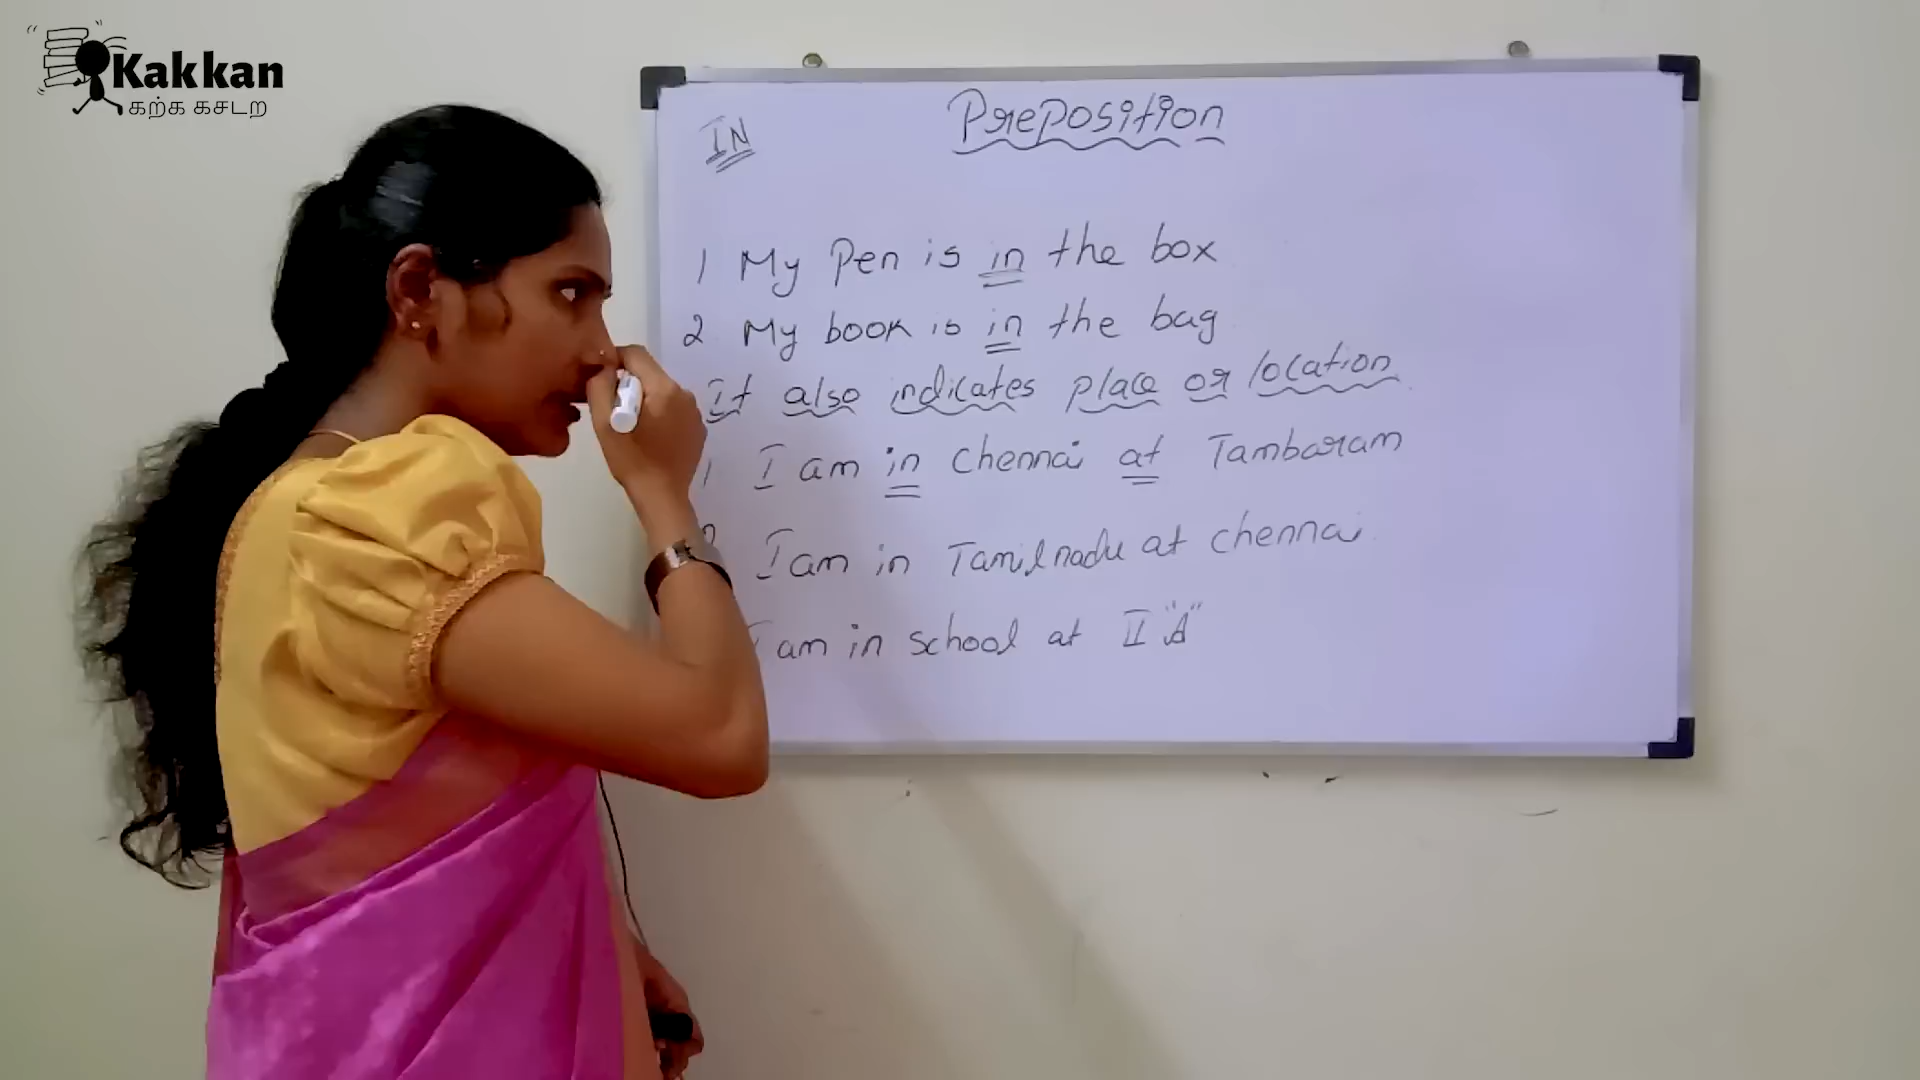 Kakkan
கற்க கசடற
Preposition
IN
1 My Pen is in the box
2 My book is in the bag
It also indicates place or location
1 I am in Chennai at Tambaram
2 I am in Tamilnadu at chennai
I am in school at II "A"